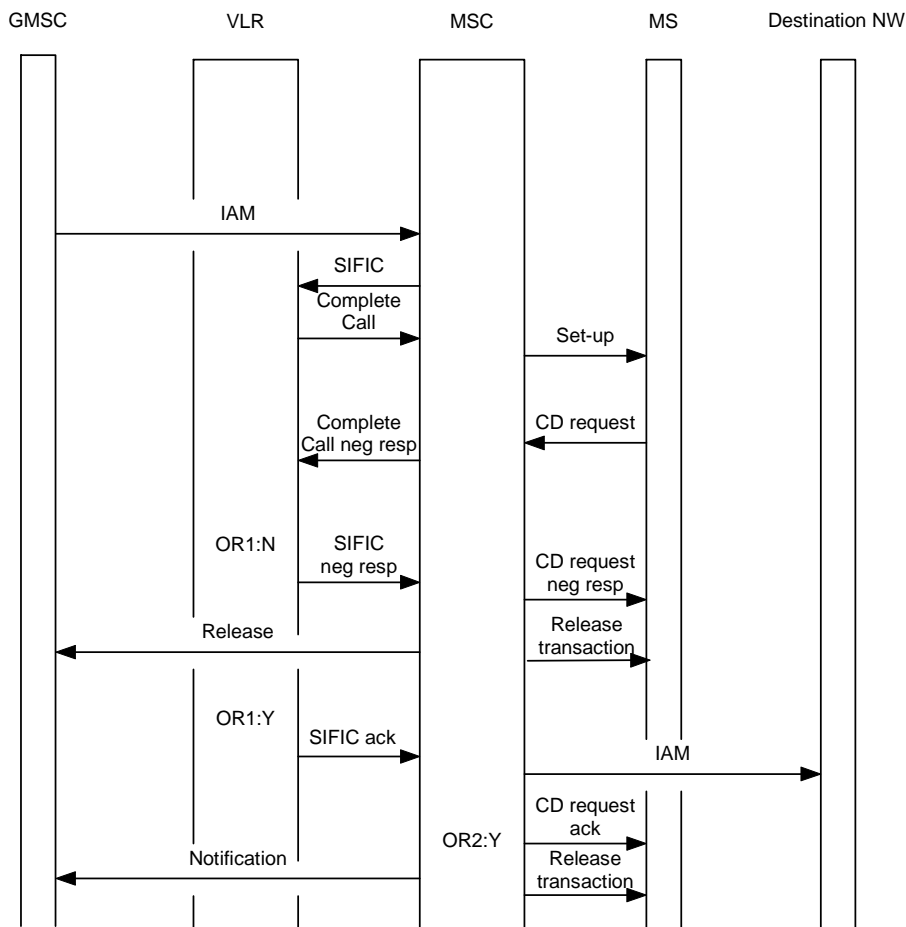 GMSC
VLR
MSC
MS
Destination NW
IAM
SIFIC
Complete
Call
Set-up
Complete
Call neg resp
CD request
OR1:N
SIFIC
neg resp
CD request
neg resp
Release
Release
transaction
OR1:Y
SIFIC ack
IAM
CD request
ack
OR2:Y
Notification
Release
transaction